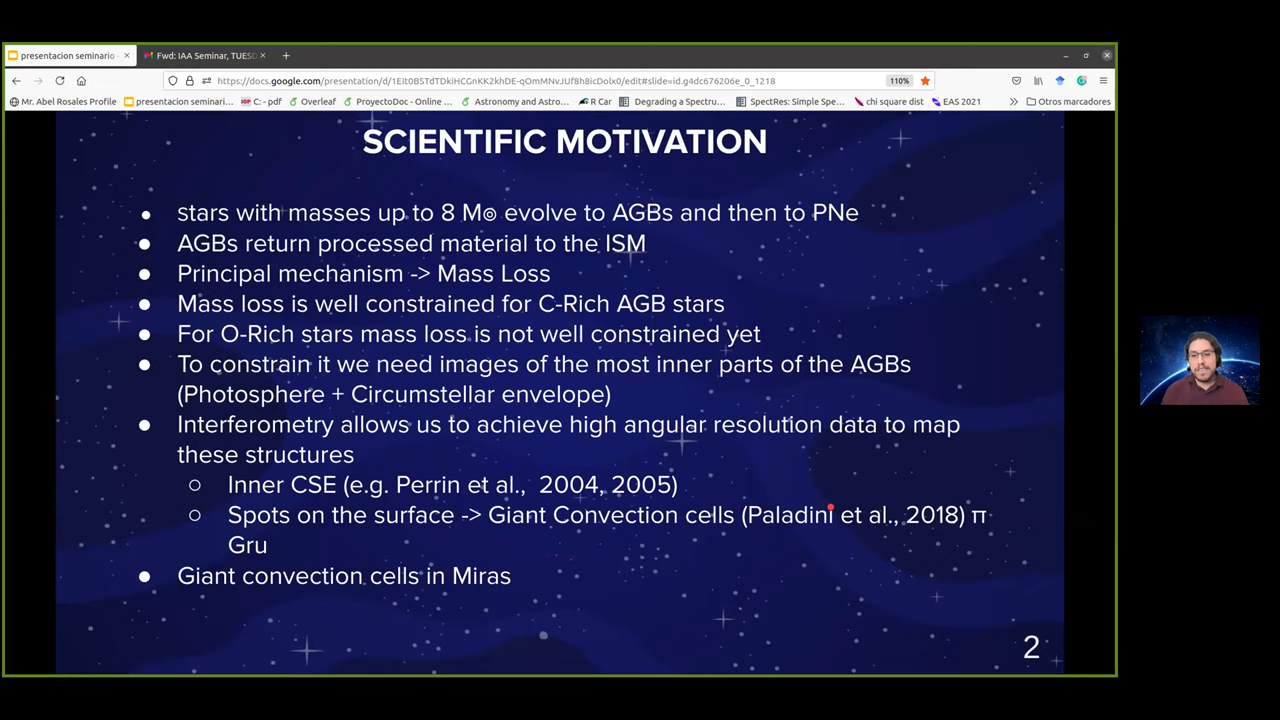 presentacion seminario
Fwd: IAA Seminar, TUESD
https://docs.google.com/presentation/d/1EIt0BSTdTDkiHCGnKK2khDE-qOmMNvJUf8h8icDolx0/edit#slide=id.g4dc676206e_0_1218
110%
Mr. Abel Rosales Profile presentacion seminari... C: - pdf Overleaf ProyectoDoc - Online ... Astronomy and Astro... R Car Degrading a Spectru... SpectRes: Simple Spe... chi square dist EAS 2021 Otros marcadores
SCIENTIFIC MOTIVATION
● stars with masses up to 8 M⊙ evolve to AGBs and then to PNe
● AGBs return processed material to the ISM
● Principal mechanism -> Mass Loss
● Mass loss is well constrained for C-Rich AGB stars
● For O-Rich stars mass loss is not well constrained yet
● To constrain it we need images of the most inner parts of the AGBs
(Photosphere + Circumstellar envelope)
● Interferometry allows us to achieve high angular resolution data to map
these structures
○ Inner CSE (e.g. Perrin et al., 2004, 2005)
○ Spots on the surface -> Giant Convection cells (Paladini et al., 2018) π
Gru
● Giant convection cells in Miras
2